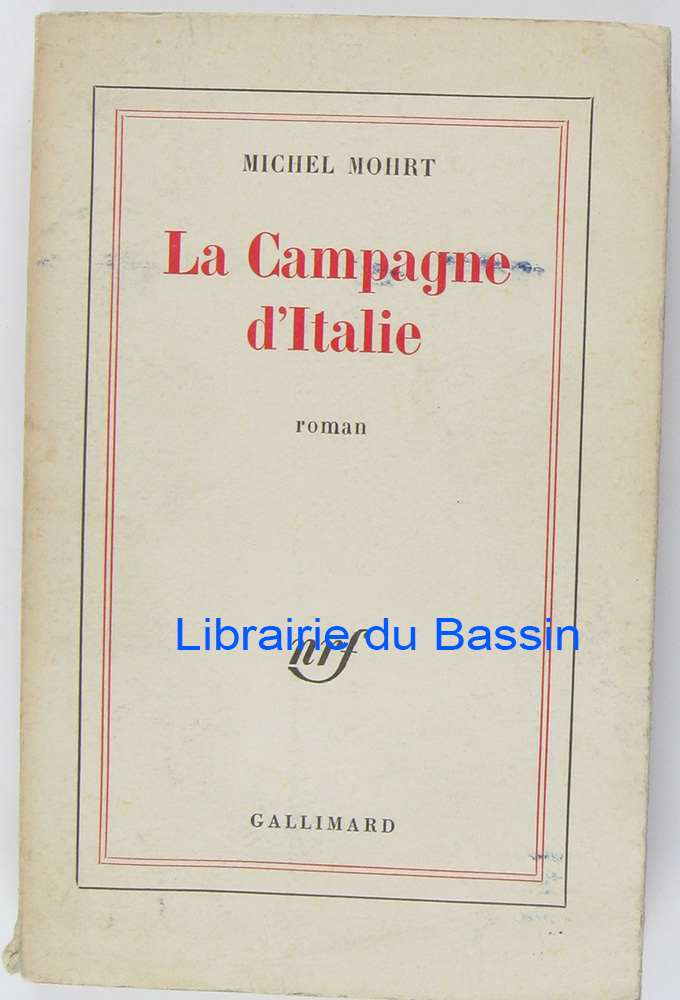 MICHEL MOHRT
La Campagne
d'Italie
roman
Librairie du Bassin
nrf
GALLIMARD